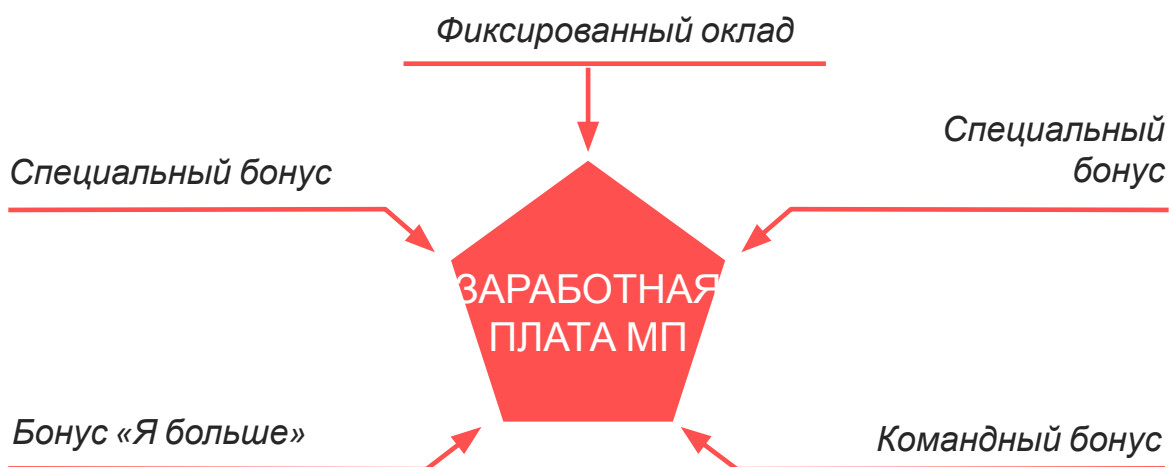 Фиксированный оклад
Специальный
бонус
Специальный бонус
ЗАРАБОТНАЯ
ПЛАТА МП
Бонус «Я больше»
Командный бонус